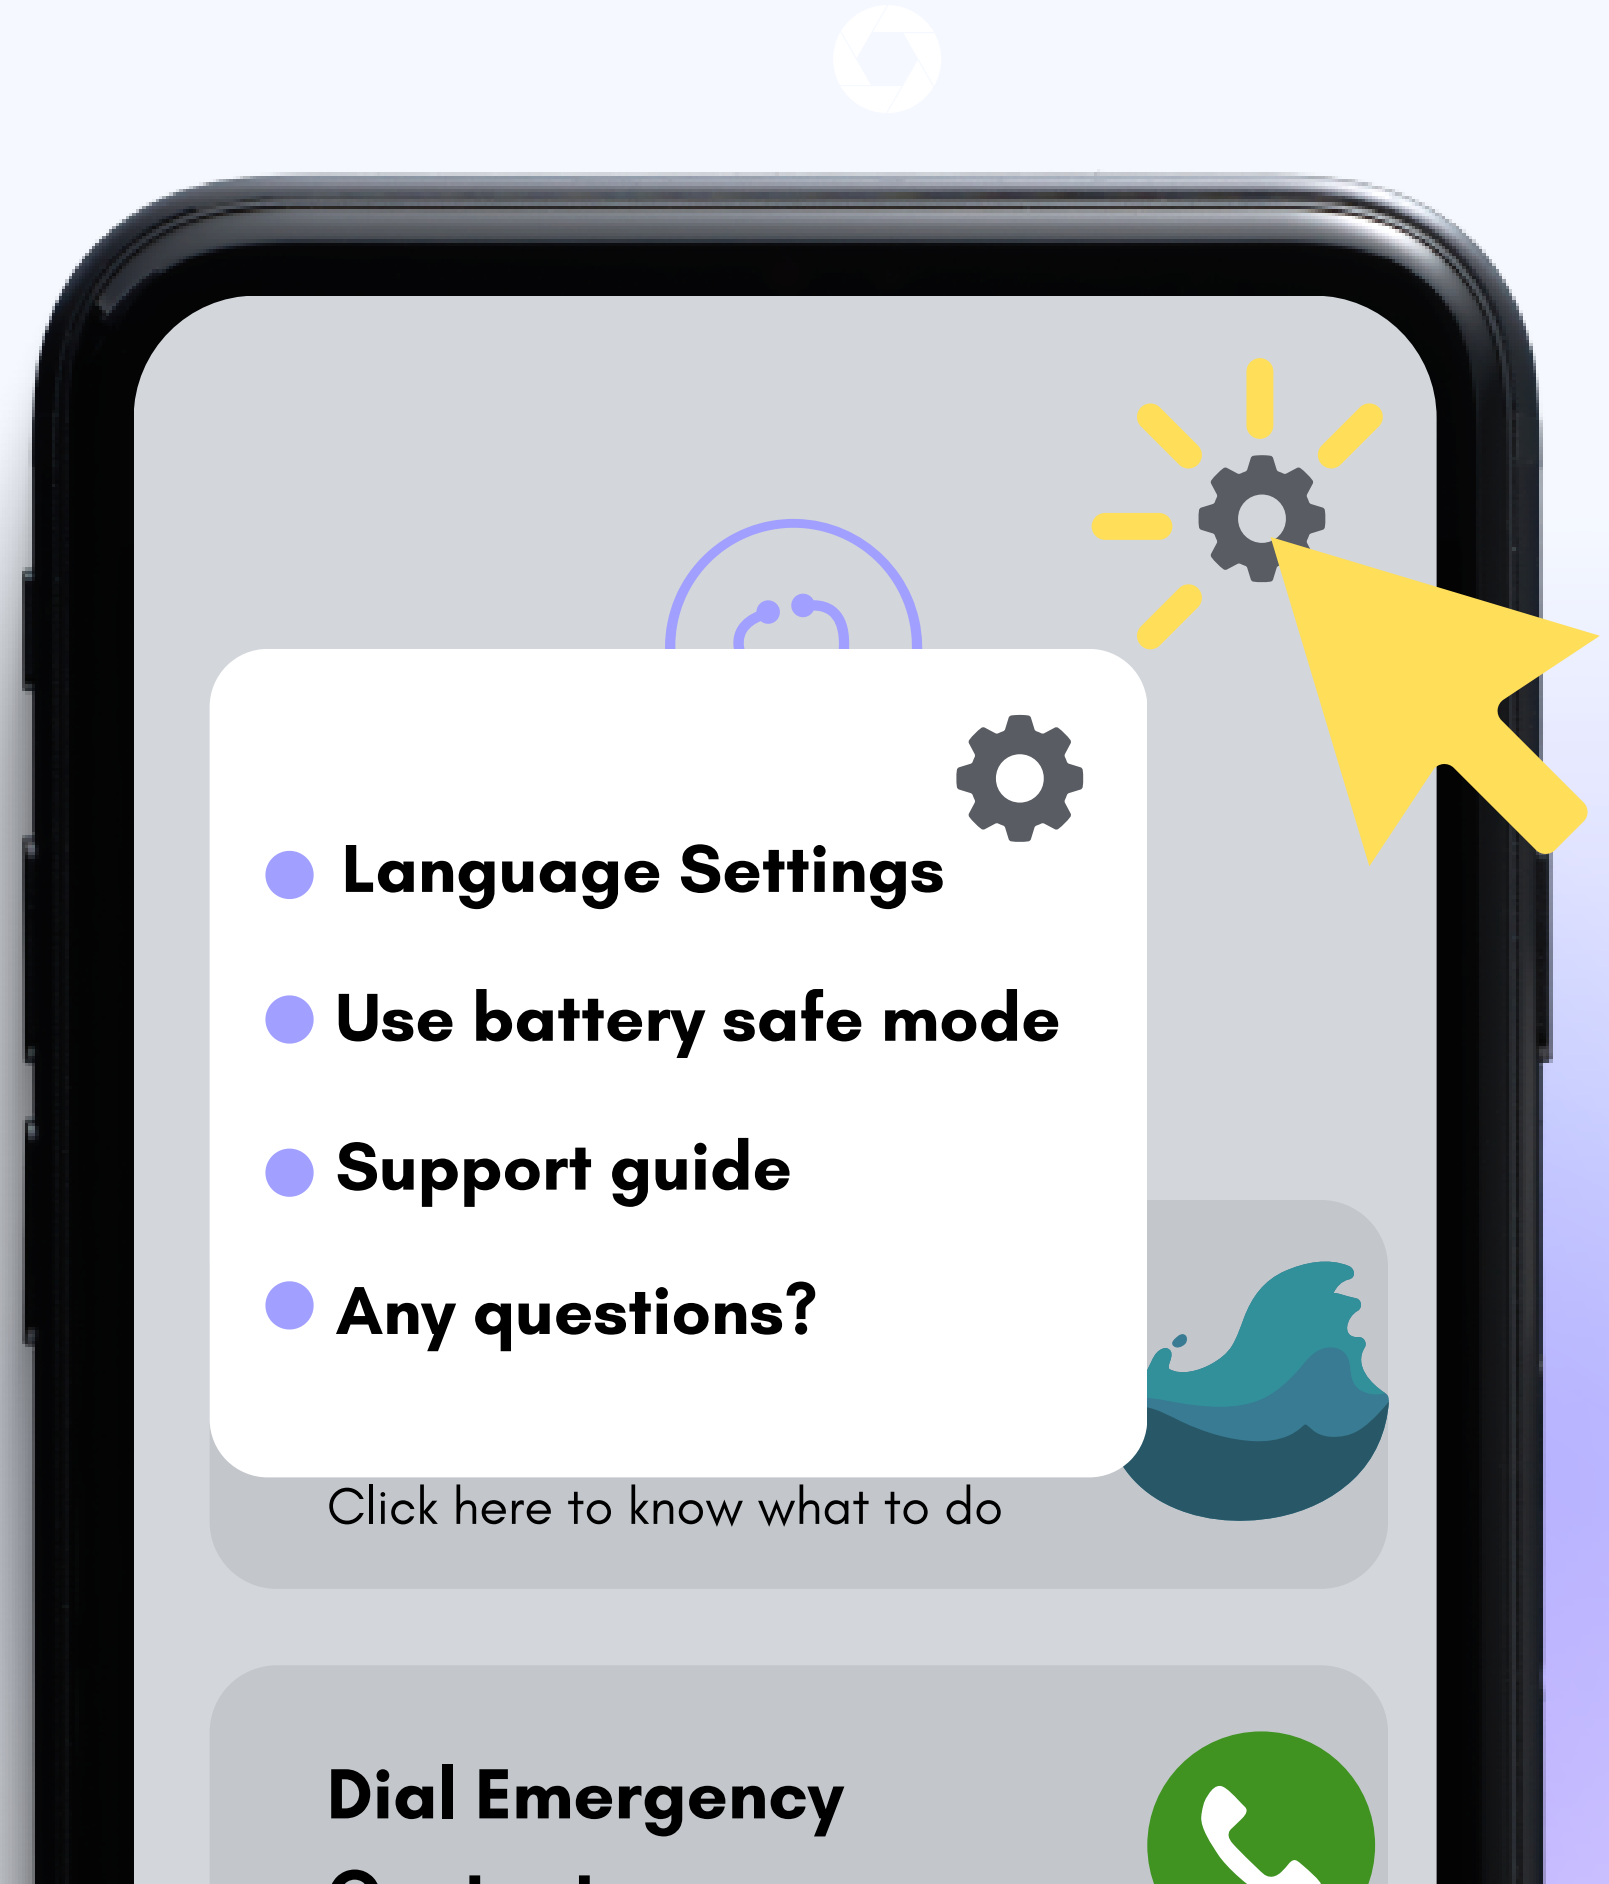 Language Settings
Use battery safe mode
Support guide
Any questions?
Click here to know what to do
Dial Emergency